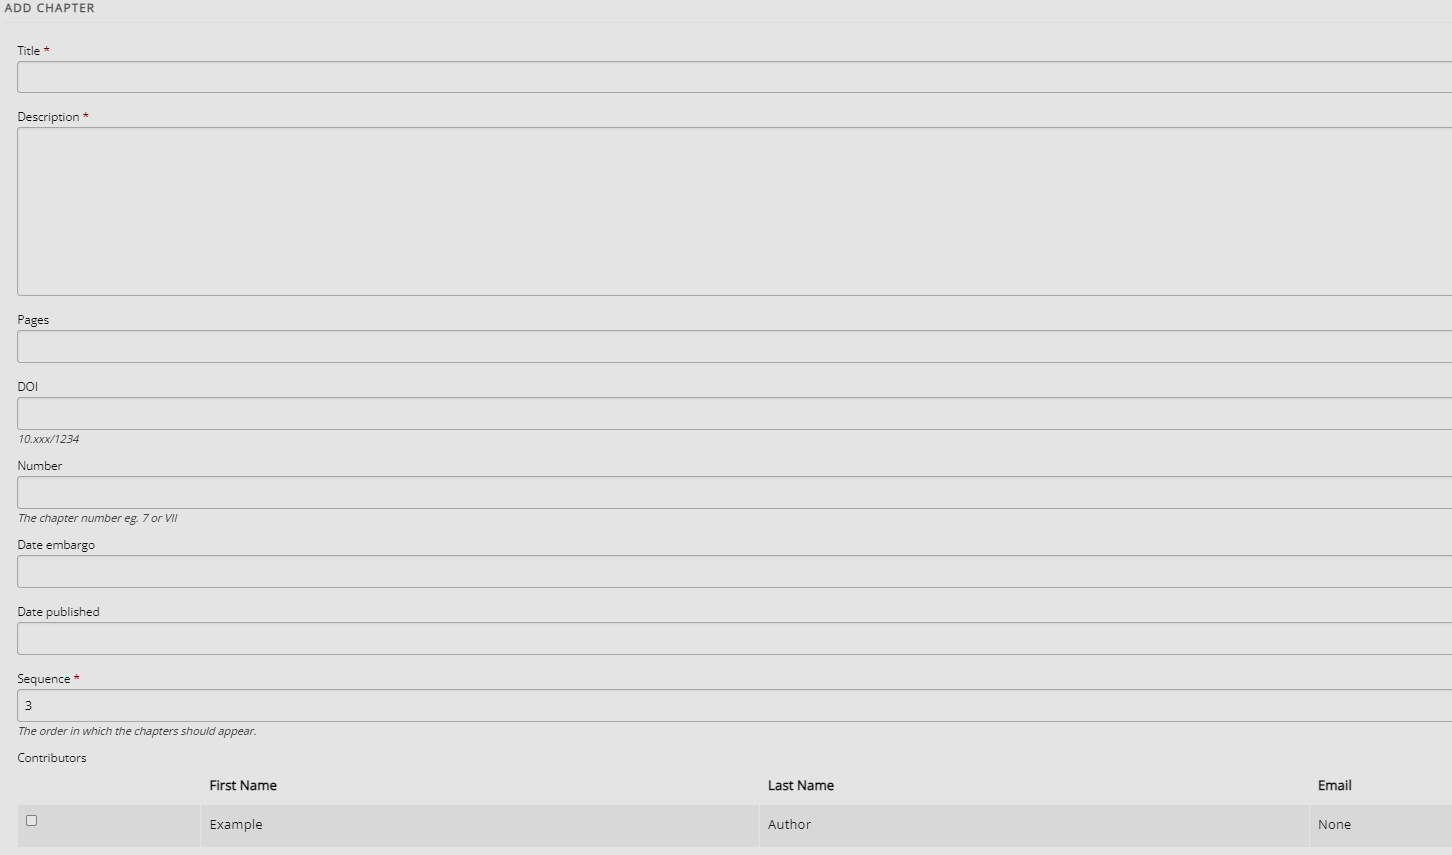 ADD CHAPTER
Title *
Description *
Pages
DOI
10.xxx/1234
Number
The chapter number eg. 7 or VII
Date embargo
Date published
Sequence *
3
The order in which the chapters should appear.
Contributors
First Name Last Name Email
Example Author None